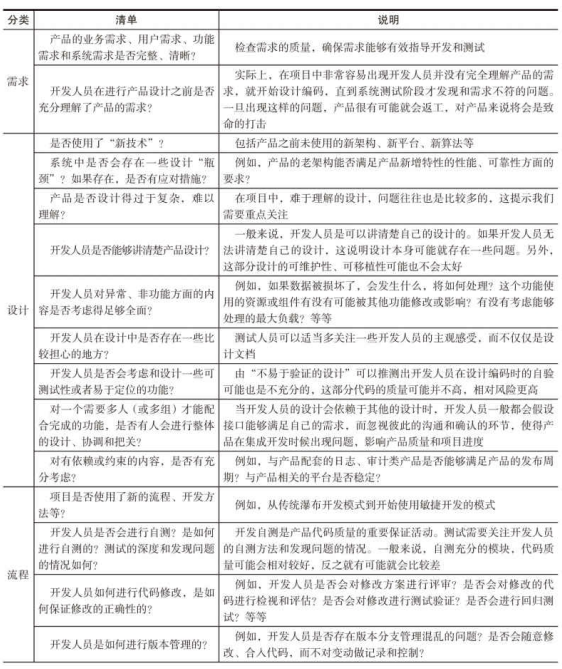 分类 清单 说明
产品的业务需求、用户需求、功能
需求和系统需求是否完整、清晰？
检查需求的质量，确保需求能够有效指导开发和测试
需求
开发人员在进行产品设计之前是否
充分理解了产品的需求？
实际上，在项目中非常容易出现开发人员并没有完全理解产品的需
求，就开始设计编码，直到系统测试阶段才发现和需求不符的问题。
一旦出现这样的问题，产品很有可能就会返工，对产品来说将会是致
命的打击
设计
是否使用了“新技术”？
包括产品之前未使用的新架构、新平台、新算法等
系统中是否会存在一些设计“瓶
颈”？如果存在，是否有应对措施？
例如，产品的老架构能否满足产品新增特性的性能、可靠性方面的
要求？
产品是否设计得过于复杂，难以
理解？
在项目中，难于理解的设计，问题往往也是比较多的，这提示我们
需要重点关注
开发人员是否能够讲清楚产品设计？
一般来说，开发人员是可以讲清楚自己的设计的。如果开发人员无
法讲清楚自己的设计，这说明设计本身可能就存在一些问题。另外，
这部分设计的可维护性、可移植性可能也不会太好
开发人员对异常、非功能方面的内
容是否考虑得足够全面？
例如，如果数据被损坏了，会发生什么，将如何处理？这个功能使
用的资源或组件有没有可能被其他功能修改或影响？有没有考虑能够
处理的最大负载？等等
开发人员在设计中是否存在一些比
较担心的地方？
测试人员可以适当多关注一些开发人员的主观感受，而不仅仅是设
计文档
开发人员是否会考虑和设计一些可
测试性或者易于定位的功能？
由“不易于验证的设计”可以推测出开发人员在设计编码时的自验
可能也是不充分的，这部分代码的质量可能并不高，相对风险更高
对一个需要多人（或多组）才能配
合完成的功能，是否有人会进行整体
的设计、协调和把关？
当开发人员的设计会依赖于其他的设计时，开发人员一般都会假设
接口能够满足自己的需求，而忽视彼此的沟通和确认的环节，使得产
品在集成开发时候出现问题，影响产品质量和项目进度
对有依赖或约束的内容，是否有充
分考虑？
例如，与产品配套的日志、审计类产品是否能够满足产品的发布周
期？与产品相关的平台是否稳定？
流程
项目是否使用了新的流程、开发方
法等？
例如，从传统瀑布开发模式到开始使用敏捷开发的模式
开发人员是否会进行自测？是如何
进行自测的？测试的深度和发现问题
的情况如何？
开发自测是产品代码质量的重要保证活动。测试需要关注开发人员
的自测方法和发现问题的情况。一般来说，自测充分的模块，代码质
量可能会相对较好，反之就有可能就会比较差
开发人员如何进行代码修改，是如
何保证修改的正确性的？
例如，开发人员是否会对修改方案进行评审？是否会对修改的代
码进行检视和评估？是否会对修改进行测试验证？是否会进行回归测
试？等等
开发人员是如何进行版本管理的？
例如，开发人员是否存在版本分支管理混乱的问题？是否会随意修
改、合入代码，而不对变动做记录和控制？